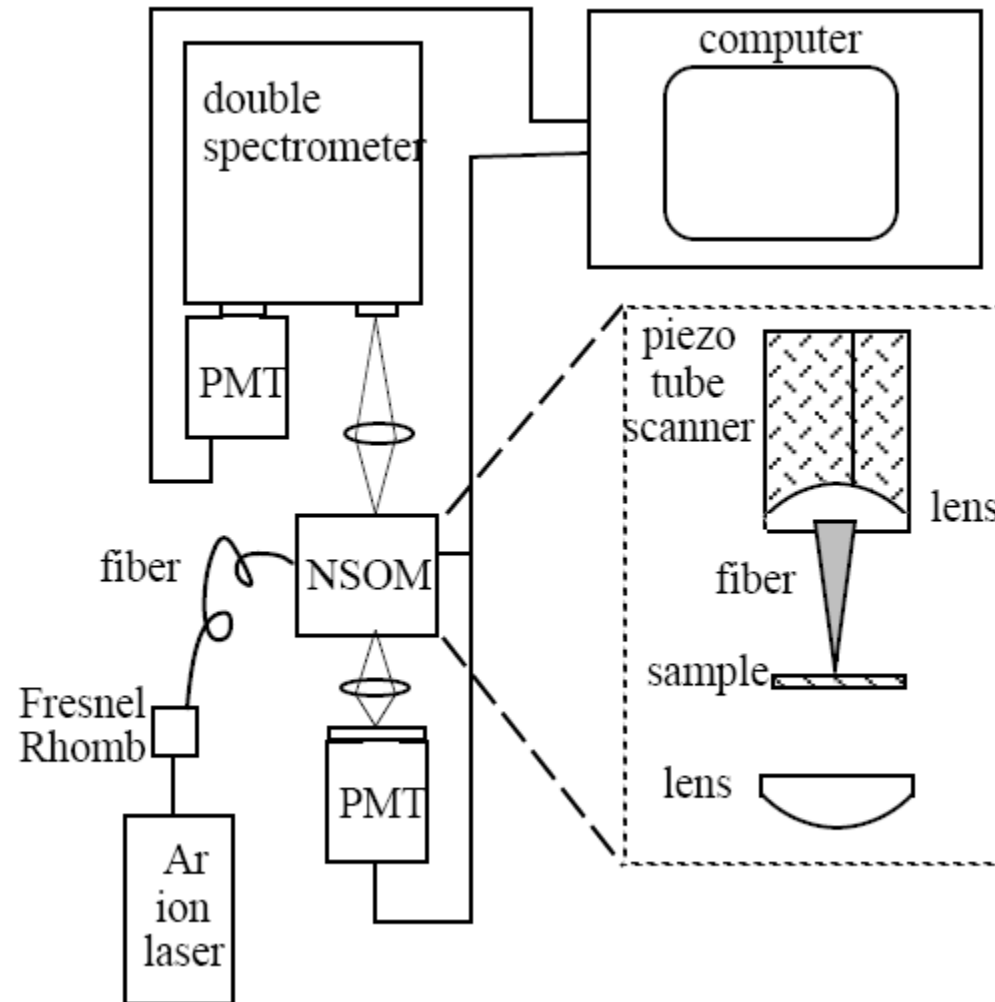 computer
double
spectrometer
PMT
piezo
tube
scanner
lens
fiber
NSOM
fiber
sample
Fresnel
Rhomb
lens
PMT
Ar
ion
laser